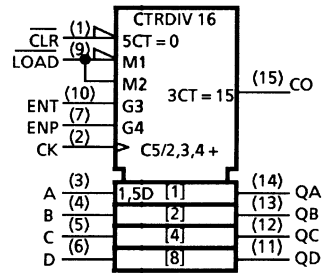 CTRDIV 16
CLR (1) 5CT = 0
LOAD (9) M1
M2
3CT = 15 (15) CO
ENT (10) G3
ENP (7) G4
CK (2) C5/2,3,4 +
A (3) 1,5D [1] (14) QA
B (4) [2] (13) QB
C (5) [4] (12) QC
D (6) [8] (11) QD